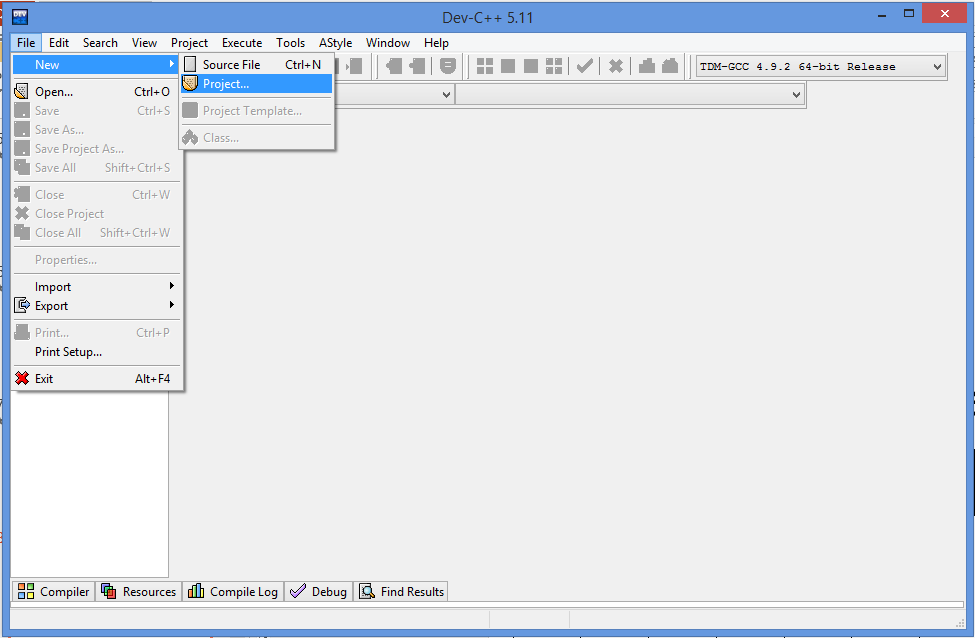 Dev-C++ 5.11
File Edit Search View Project Execute Tools AStyle Window Help
New
Source File Ctrl+N
Project...
Project Template...
Class...
TDM-GCC 4.9.2 64-bit Release
Open... Ctrl+O
Save Ctrl+S
Save As...
Save Project As...
Save All Shift+Ctrl+S
Close Ctrl+W
Close Project
Close All Shift+Ctrl+W
Properties...
Import
Export
Print... Ctrl+P
Print Setup...
Exit Alt+F4
Compiler Resources Compile Log Debug Find Results